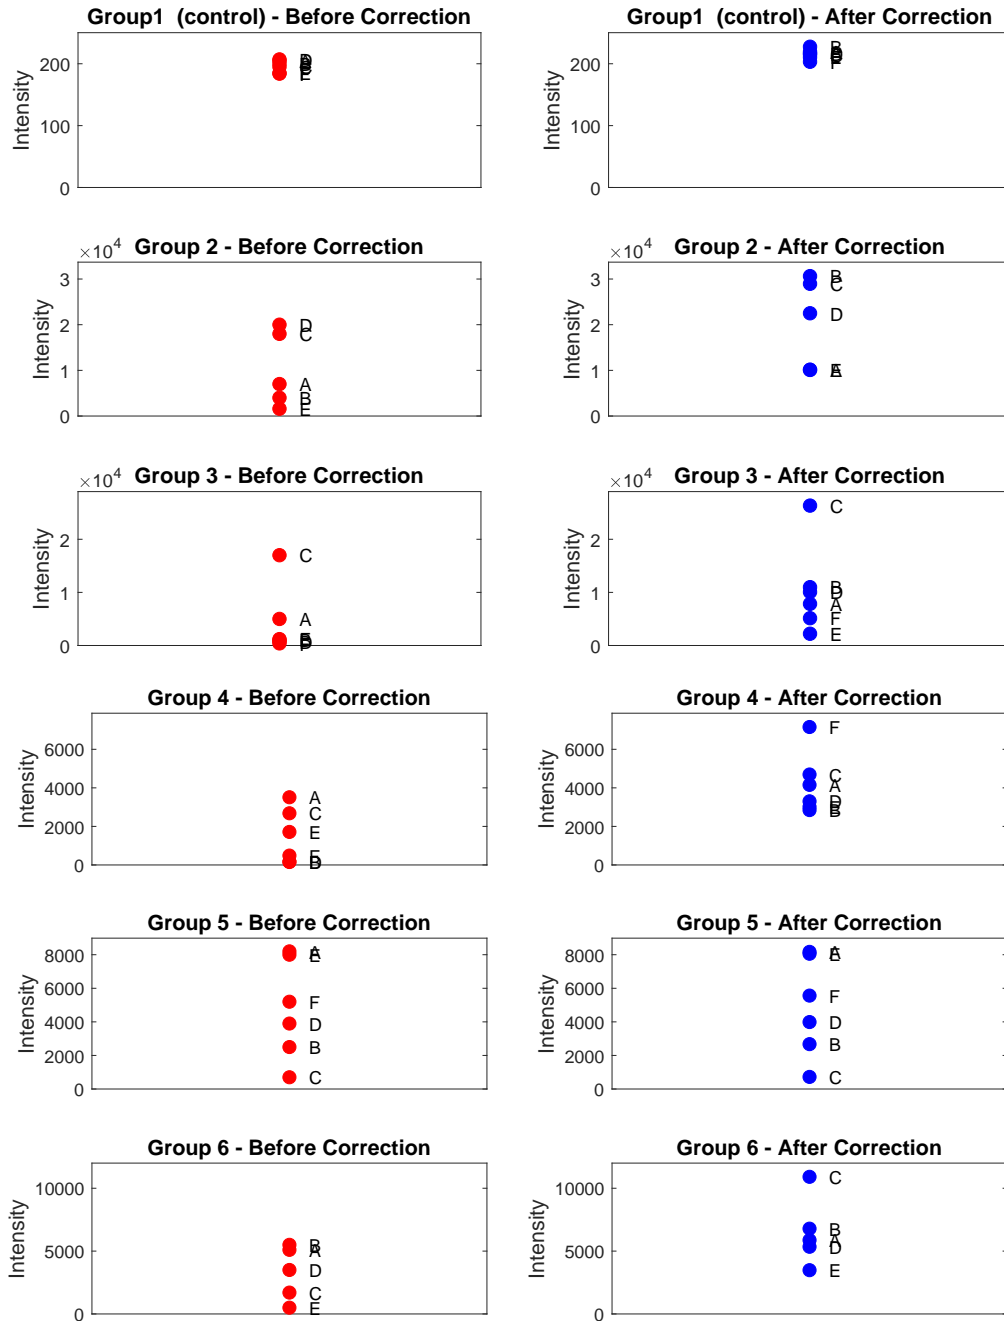 Group1 (control) - Before Correction
Intensity
200
100
0
D
E
Group1 (control) - After Correction
Intensity
200
100
0
B
F
×10^4
Group 2 - Before Correction
Intensity
3
2
1
0
D
C
A
B
E
×10^4
Group 2 - After Correction
Intensity
3
2
1
0
B
C
D
E
A
×10^4
Group 3 - Before Correction
Intensity
2
1
0
C
A
×10^4
Group 3 - After Correction
Intensity
2
1
0
C
B
D
A
F
E
Group 4 - Before Correction
Intensity
6000
4000
2000
0
A
C
E
F
D
Group 4 - After Correction
Intensity
6000
4000
2000
0
F
C
A
D
E
B
Group 5 - Before Correction
Intensity
8000
6000
4000
2000
0
A
E
F
D
B
C
Group 5 - After Correction
Intensity
8000
6000
4000
2000
0
A
E
F
D
B
C
Group 6 - Before Correction
Intensity
10000
5000
0
B
A
D
C
E
Group 6 - After Correction
Intensity
10000
5000
0
C
B
A
D
E